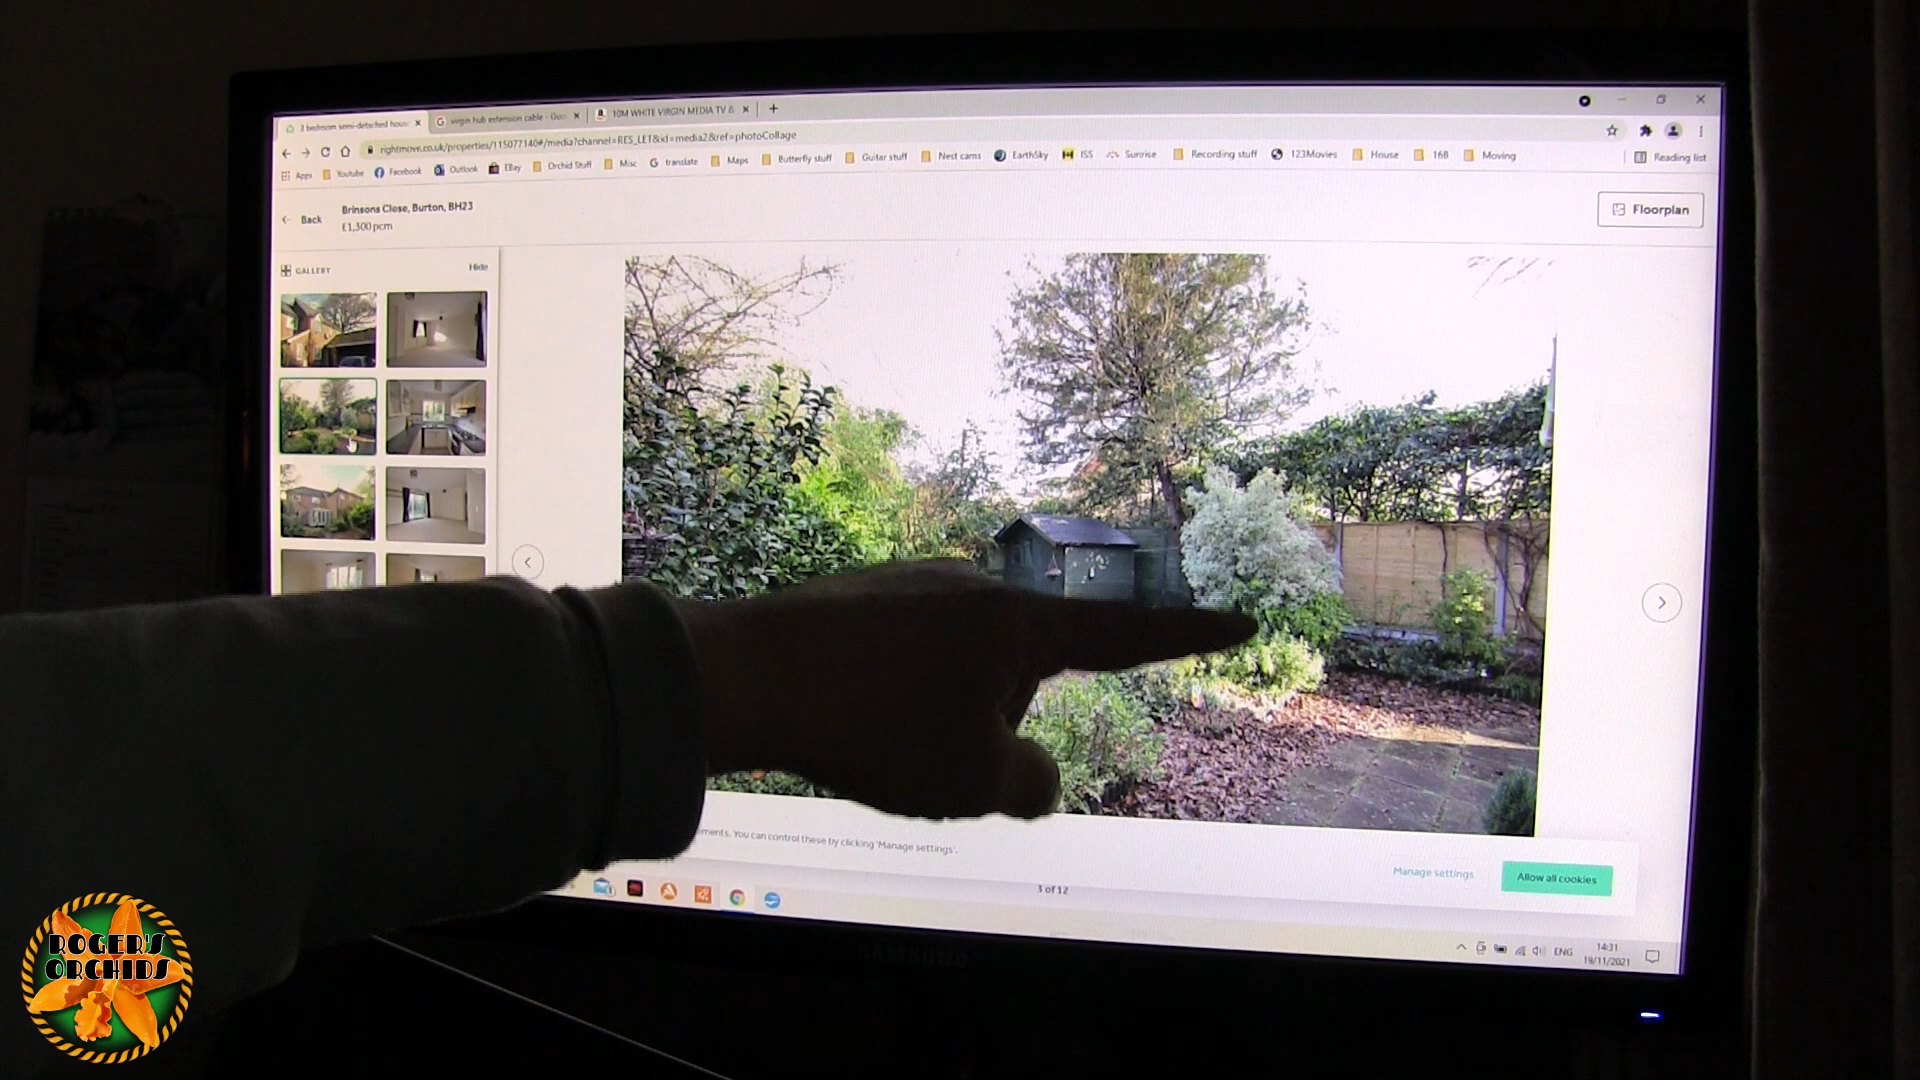 3 bedroom semi-detached hous
virgin hub extension cable - Goo
10M WHITE VIRGIN MEDIA TV &
rightmove.co.uk/properties/115077140#/media?channel=RES_LET&id=media2&ref=photoCollage
Apps Youtube Facebook Outlook EBay Orchid Stuff Misc translate Maps Butterfly stuff Guitar stuff Nest cams EarthSky ISS Sunrise Recording stuff 123Movies House 16B Moving Reading list
Back
Brinsons Close, Burton, BH23
£1,300 pcm
Floorplan
GALLERY
Hide
ements. You can control these by clicking 'Manage settings'.
Manage settings
Allow all cookies
3 of 12
ENG
14:31
19/11/2021
SAMSUNG
ROGER'S
ORCHIDS